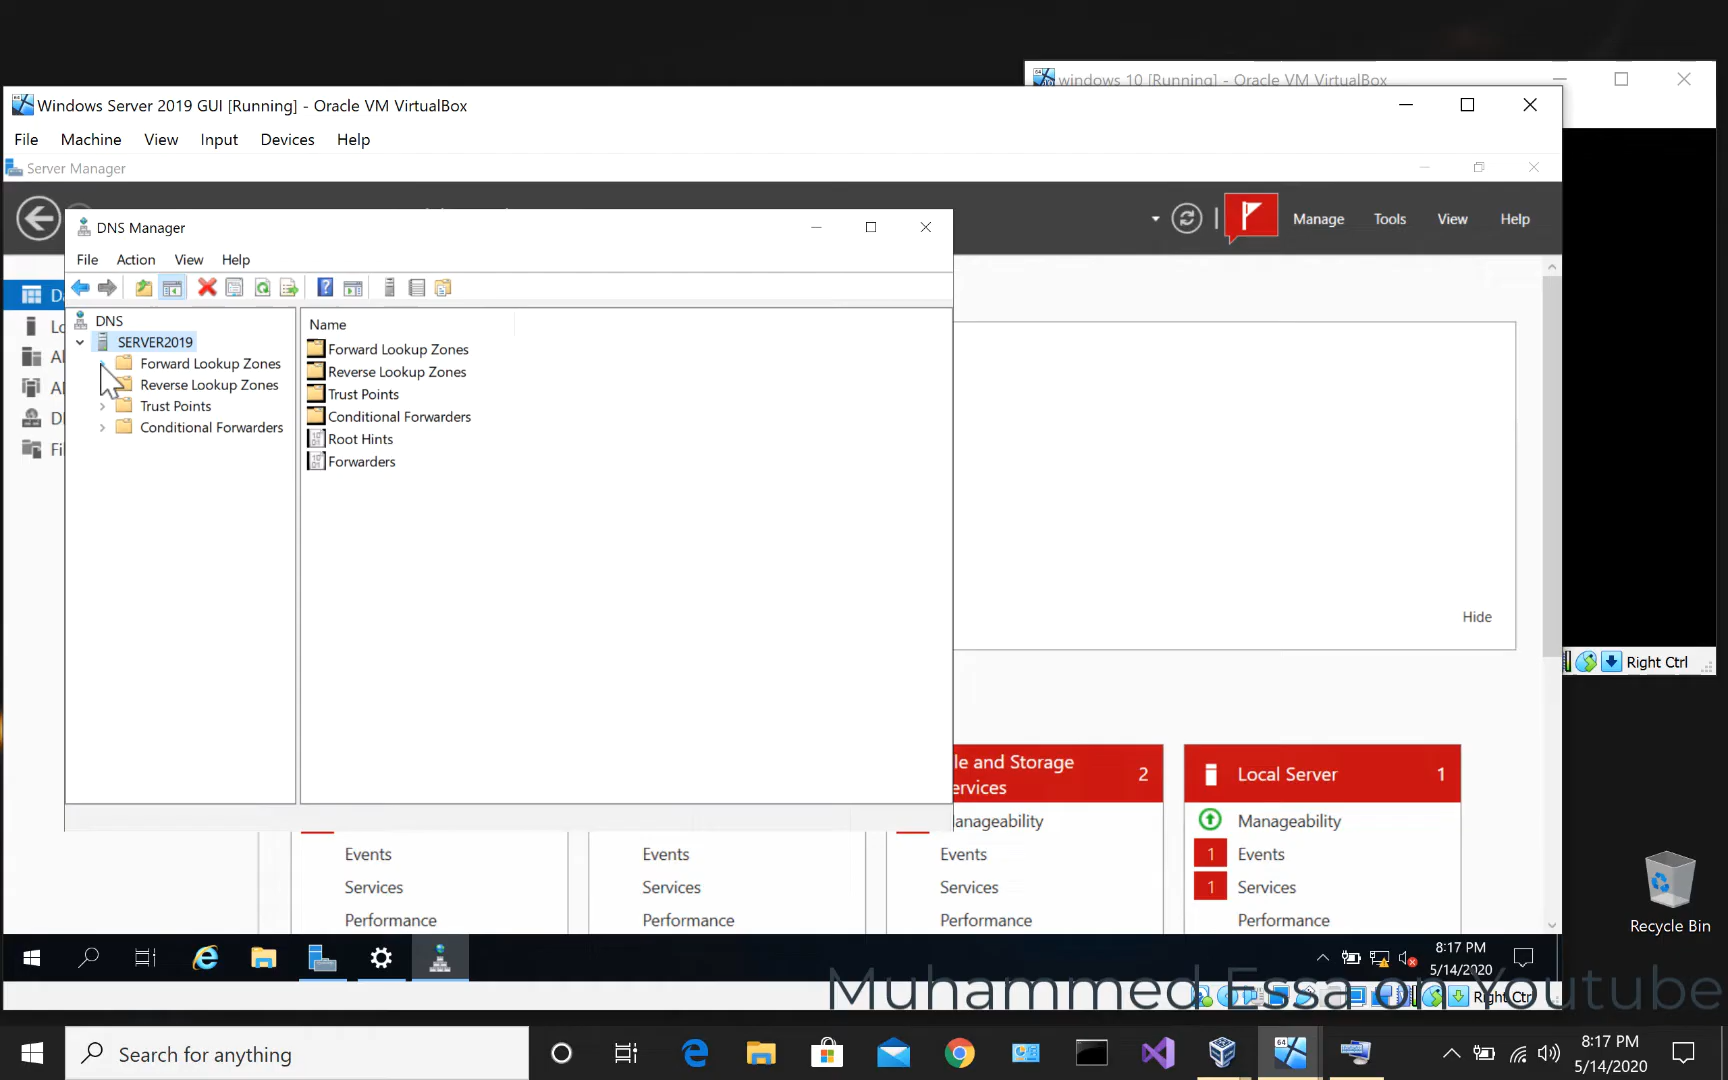 windows 10 [Running] - Oracle VM VirtualBox
Windows Server 2019 GUI [Running] - Oracle VM VirtualBox
File Machine View Input Devices Help
Server Manager
Manage Tools View Help
DNS Manager
File Action View Help
DNS
SERVER2019
Forward Lookup Zones
Reverse Lookup Zones
Trust Points
Conditional Forwarders
Name
Forward Lookup Zones
Reverse Lookup Zones
Trust Points
Conditional Forwarders
Root Hints
Forwarders
Hide
Right Ctrl
le and Storage 2
ervices
anageability
Events
Services
Performance
Local Server 1
Manageability
1 Events
1 Services
Performance
Events
Services
Performance
Events
Services
Performance
Recycle Bin
8:17 PM
5/14/2020
Right Ctrl
Muhammed Essa on Youtube
Search for anything
8:17 PM
5/14/2020